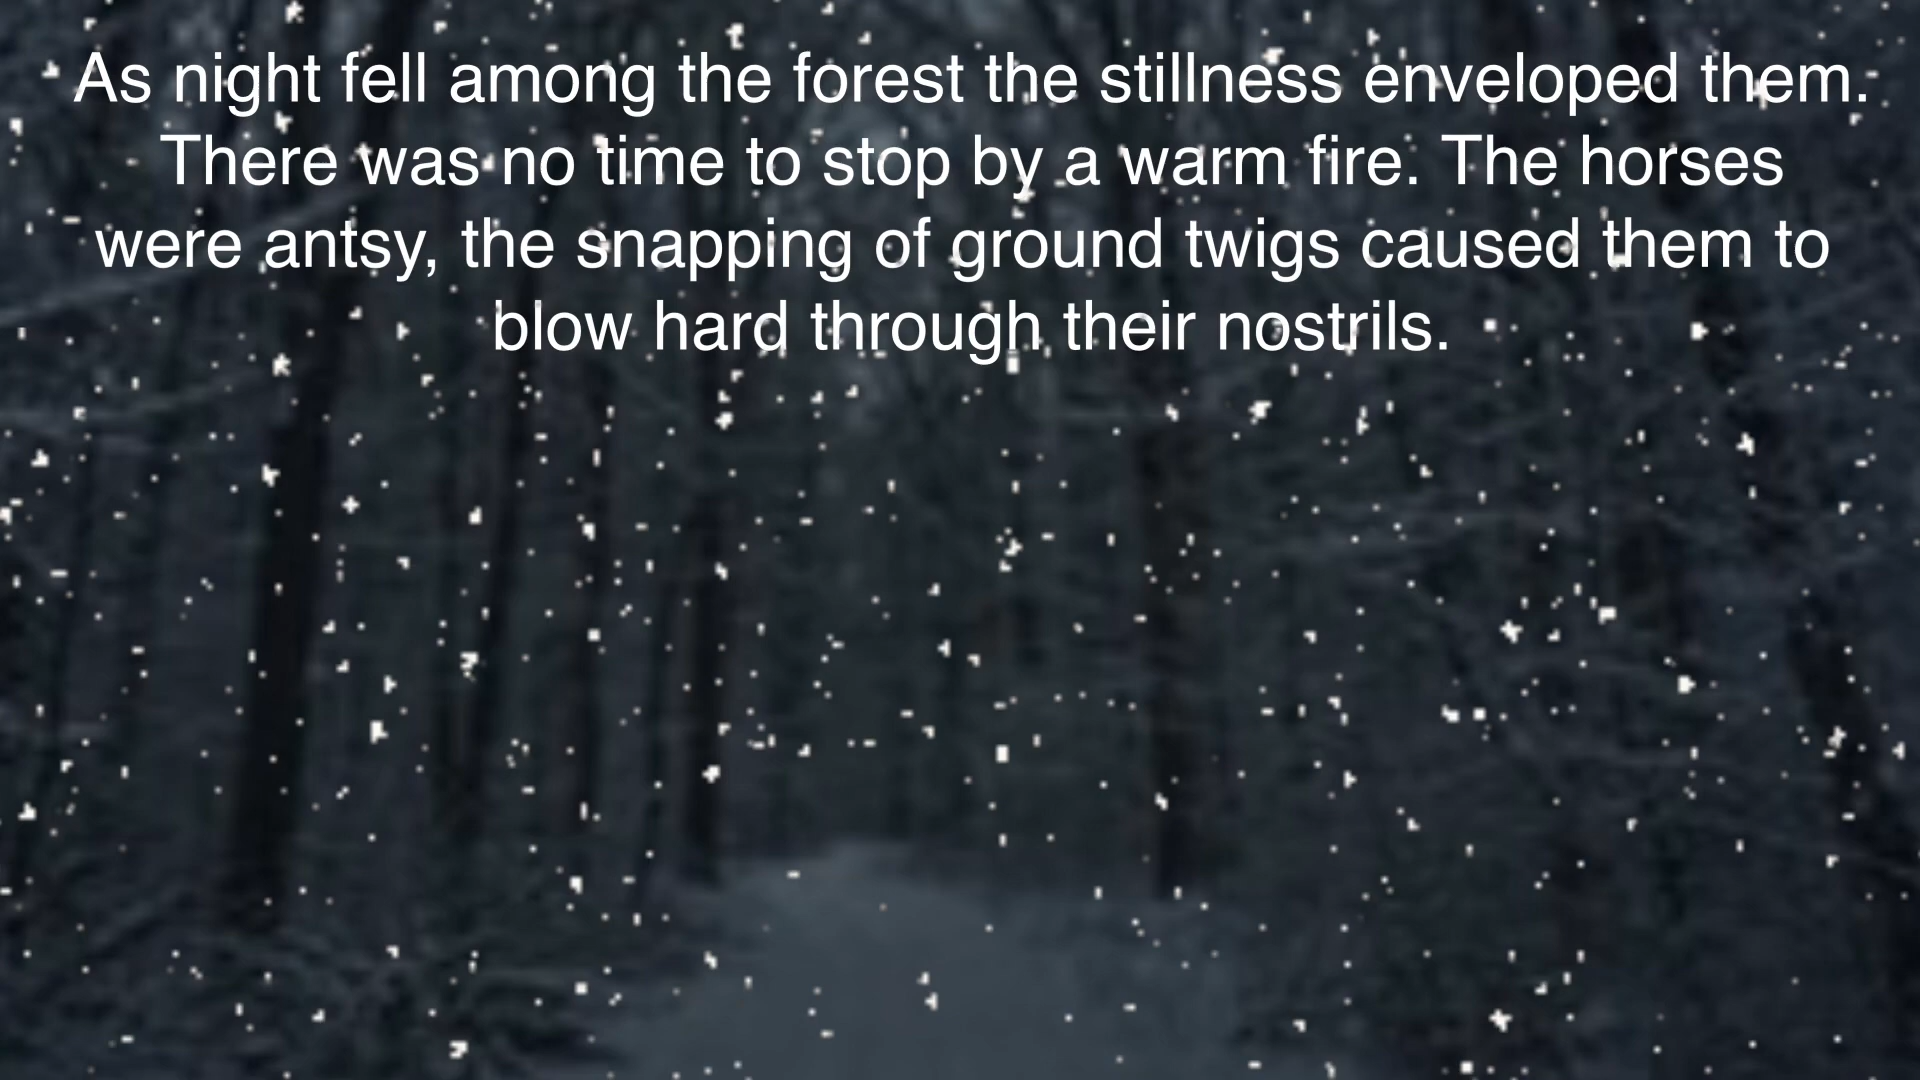 As night fell among the forest the stillness enveloped them.
There was no time to stop by a warm fire. The horses
were antsy, the snapping of ground twigs caused them to
blow hard through their nostrils.